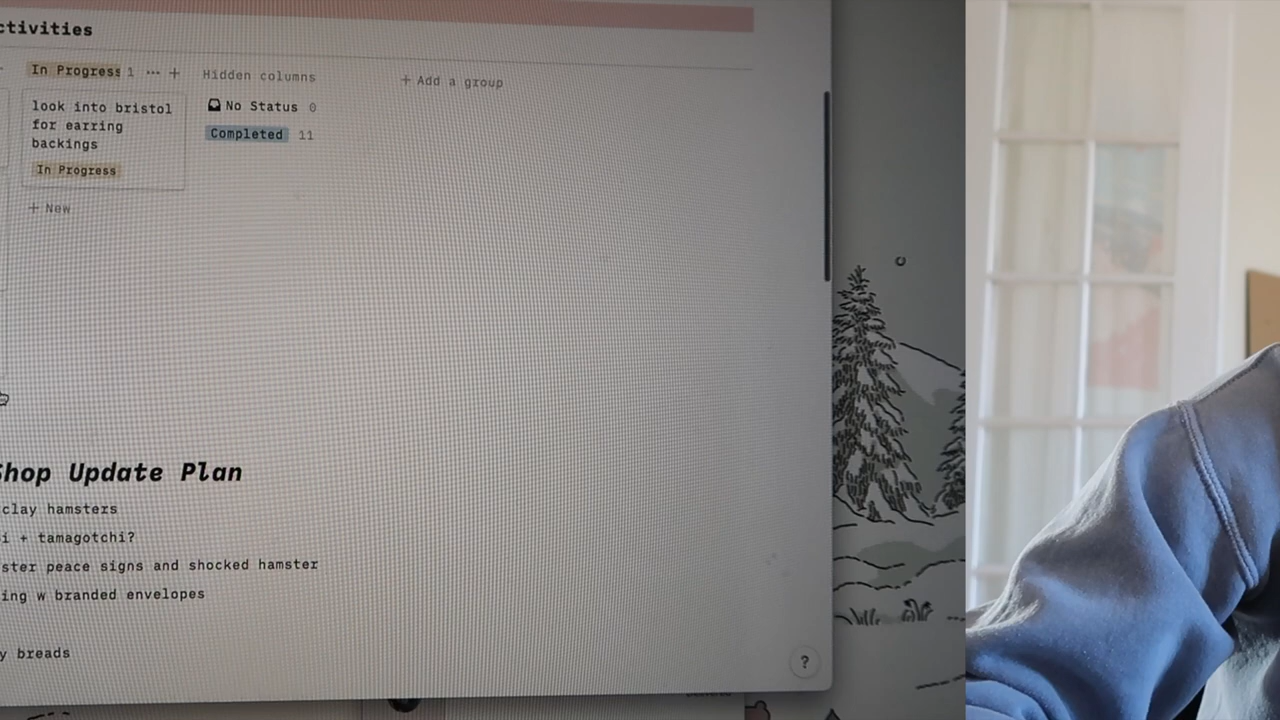 ctivities
In Progress 1 ··· +
Hidden columns
+ Add a group
look into bristol
for earring
backings
In Progress
+ New
No Status 0
Completed 11
Shop Update Plan
clay hamsters
i + tamagotchi?
ster peace signs and shocked hamster
ing w branded envelopes
y breads
?